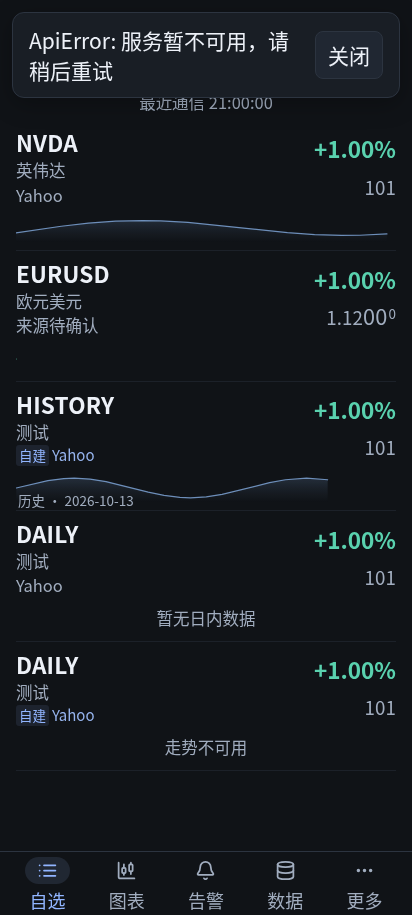 ApiError: 服务暂不可用，请
稍后重试
关闭
最近通信 21:00:00
NVDA
+1.00%
英伟达
Yahoo
101
EURUSD
+1.00%
欧元美元
来源待确认
1.12000
HISTORY
+1.00%
测试
自建 Yahoo
101
历史 · 2026-10-13
DAILY
+1.00%
测试
Yahoo
101
暂无日内数据
DAILY
+1.00%
测试
自建 Yahoo
101
走势不可用
自选
图表
告警
数据
更多